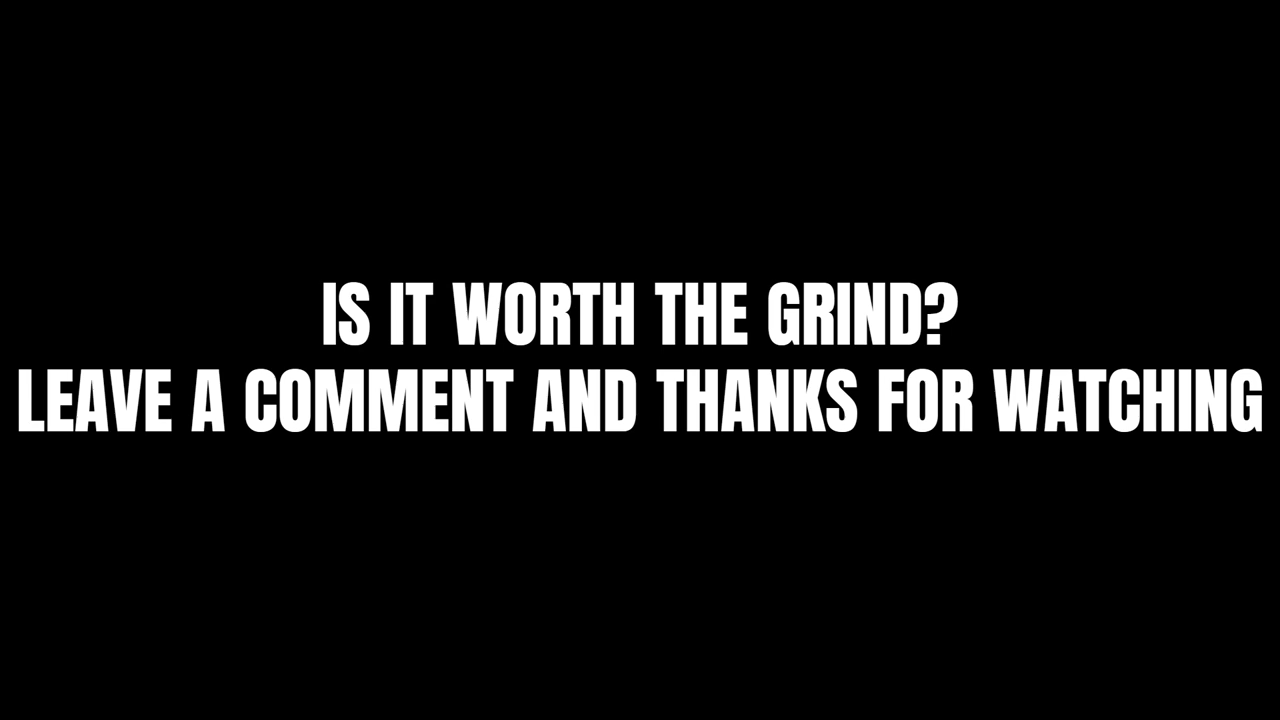 IS IT WORTH THE GRIND?
LEAVE A COMMENT AND THANKS FOR WATCHING